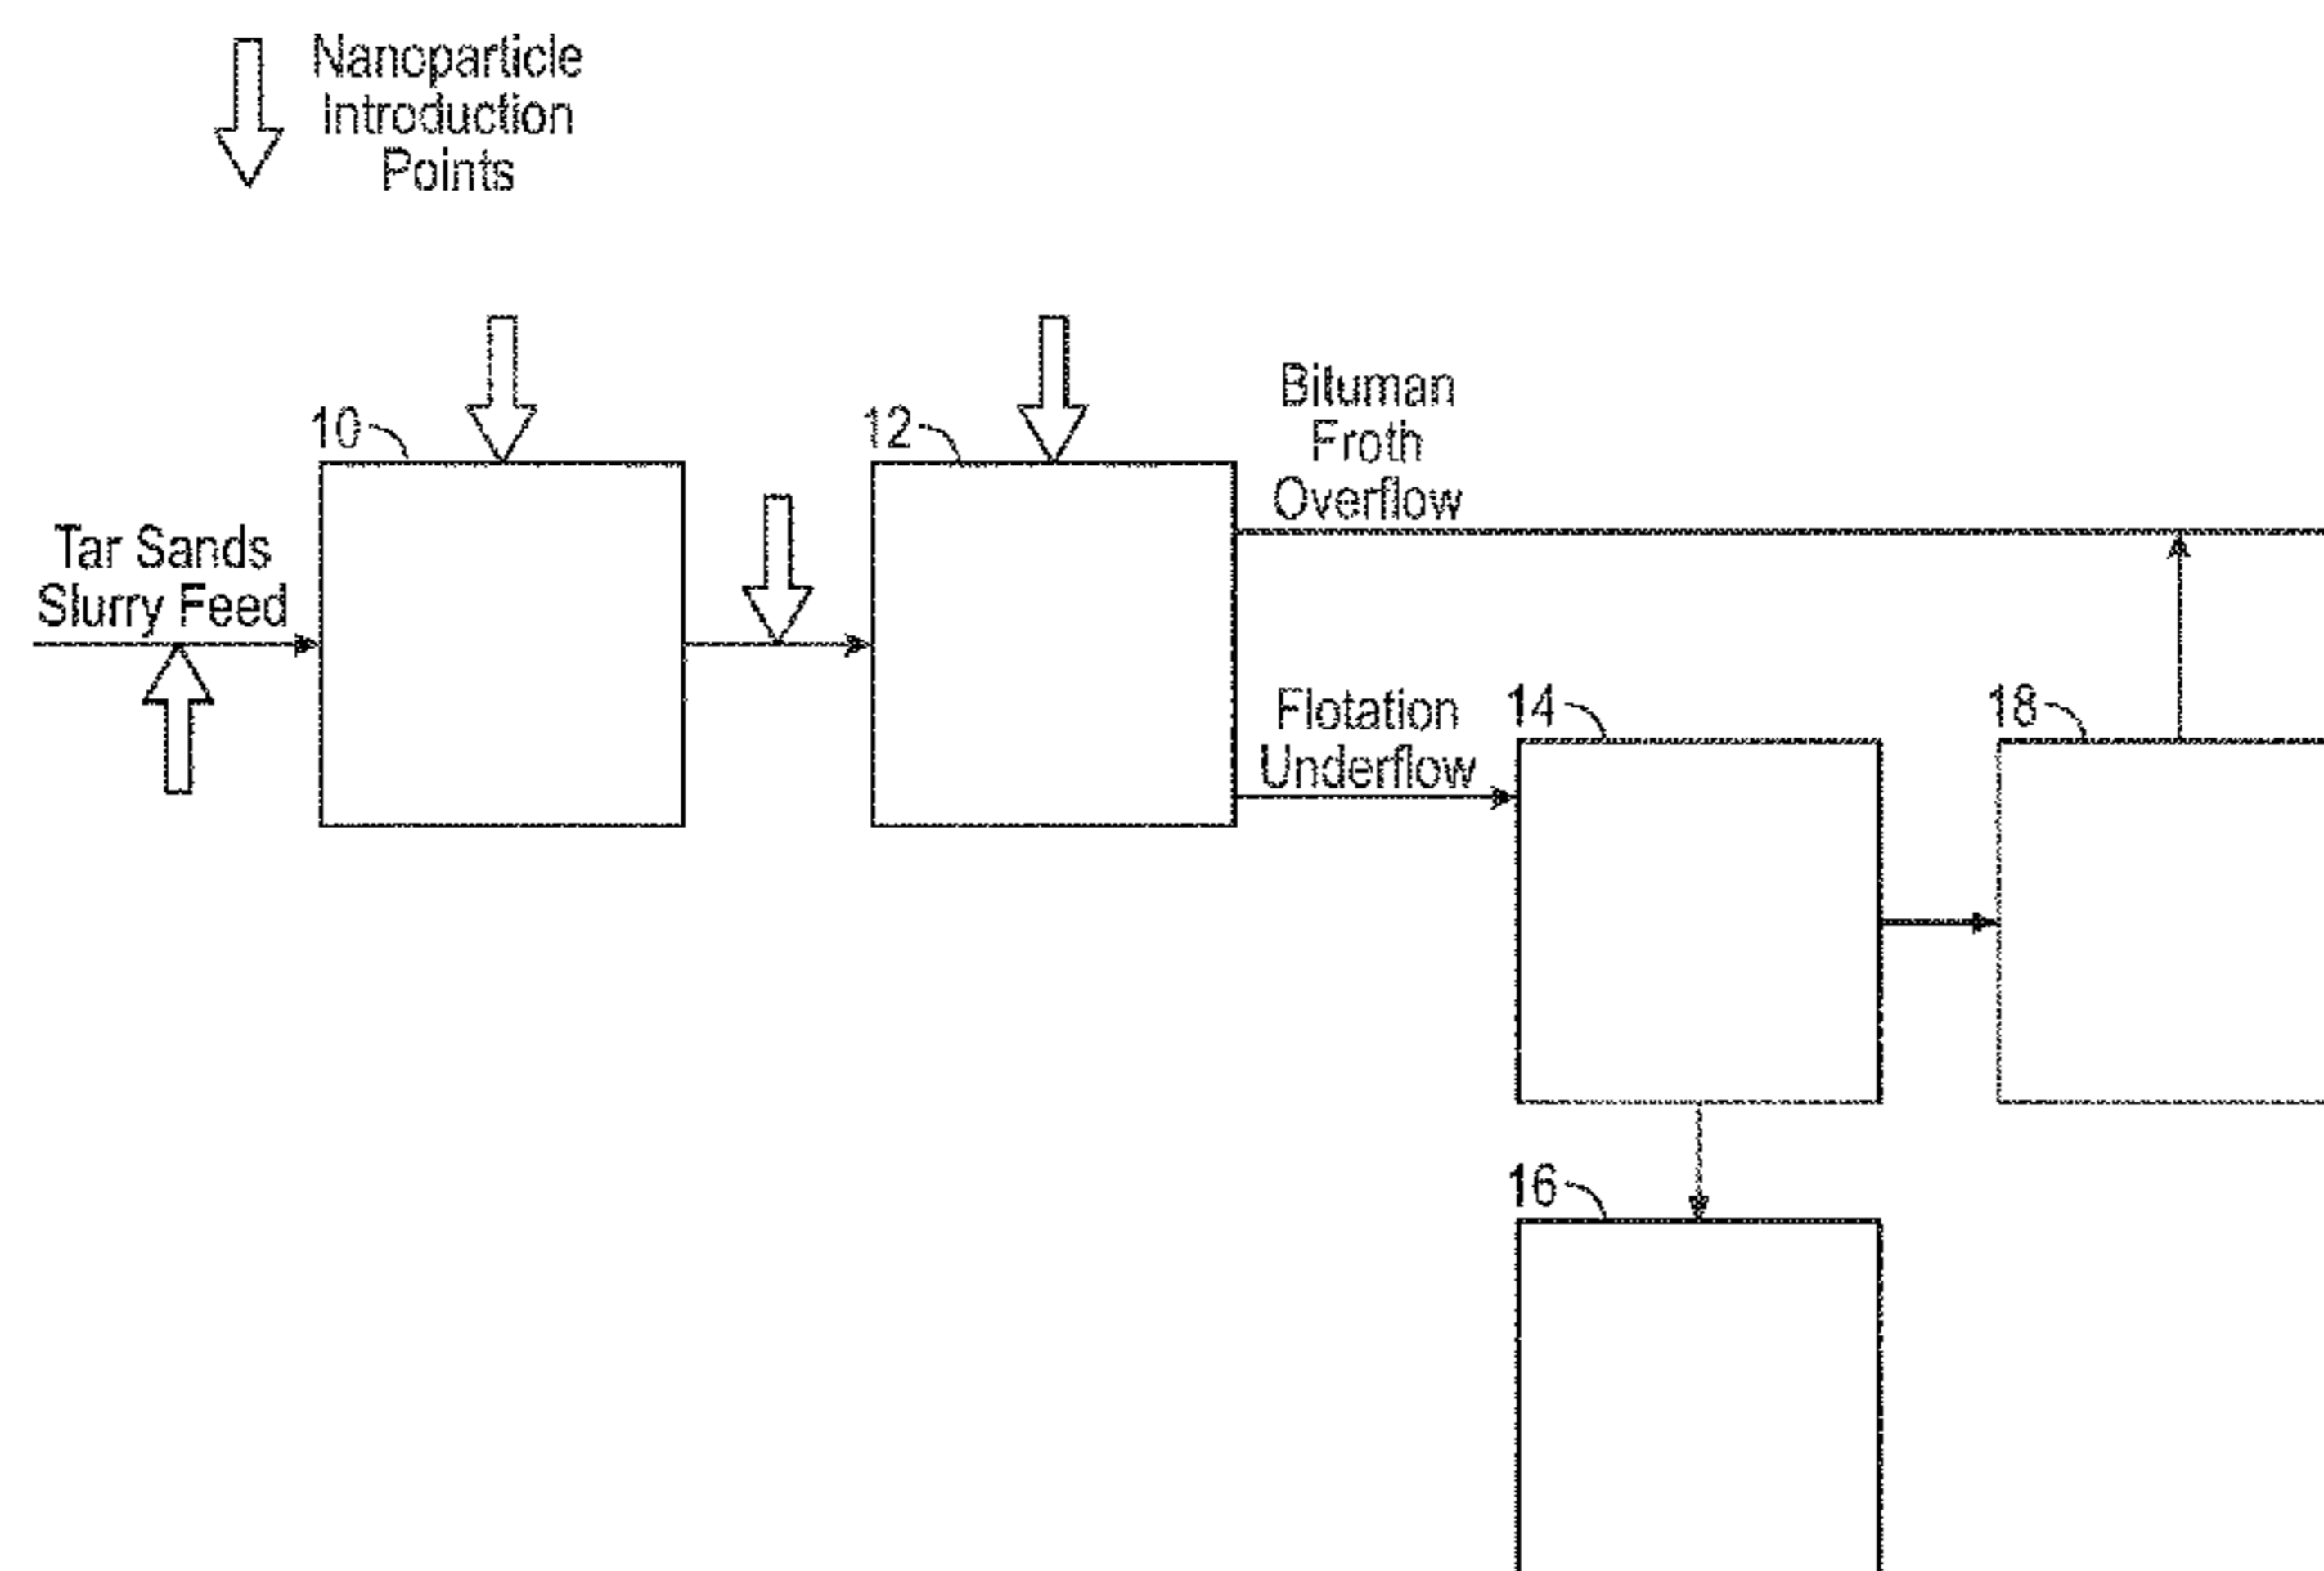 Nanoparticle
Introduction
Points
10
12
Bituman
Froth
Overflow
Tar Sands
Slurry Feed
Flotation
Underflow
14
18
16